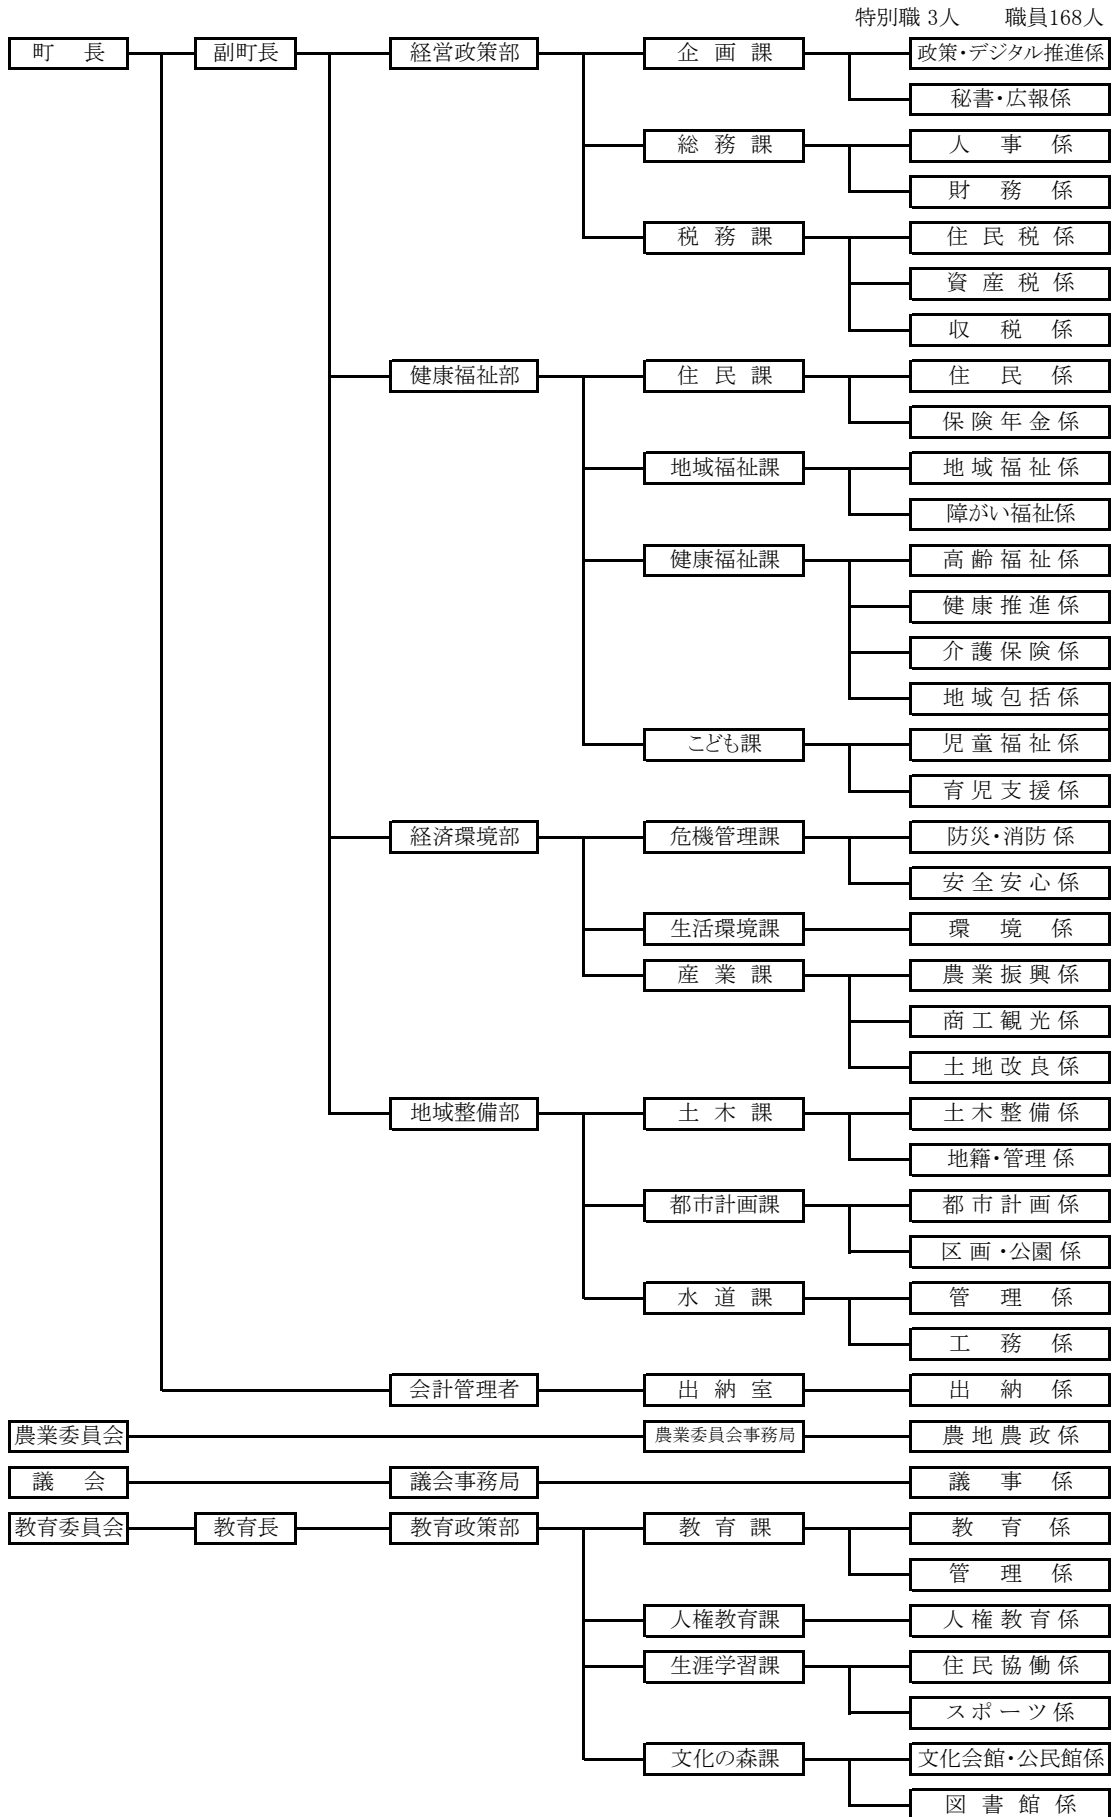 特別職 3人　職員168人
町長 副町長 経営政策部 企画課 政策・デジタル推進係
秘書・広報係
総務課 人事係
財務係
税務課 住民税係
資産税係
収税係
健康福祉部 住民課 住民係
保険年金係
地域福祉課 地域福祉係
障がい福祉係
健康福祉課 高齢福祉係
健康推進係
介護保険係
地域包括係
こども課 児童福祉係
育児支援係
経済環境部 危機管理課 防災・消防係
安全安心係
生活環境課 環境係
産業課 農業振興係
商工観光係
土地改良係
地域整備部 土木課 土木整備係
地籍・管理係
都市計画課 都市計画係
区画・公園係
水道課 管理係
工務係
会計管理者 出納室 出納係
農業委員会 農業委員会事務局 農地農政係
議会 議会事務局 議事係
教育委員会 教育長 教育政策部 教育課 教育係
管理係
人権教育課 人権教育係
生涯学習課 住民協働係
スポーツ係
文化の森課 文化会館・公民館係
図書館係